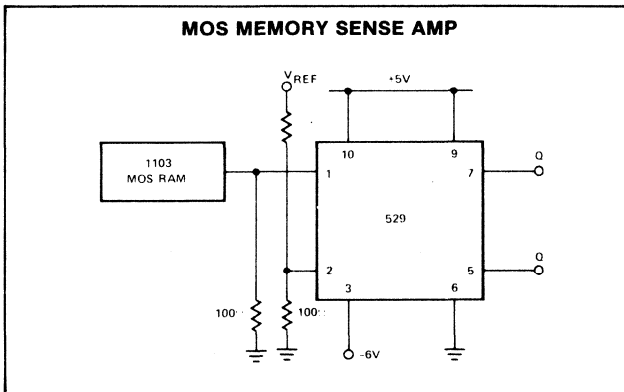 MOS MEMORY SENSE AMP
VREF
+5V
1103
MOS RAM
10
9
1
7
Q
529
2
5
Q
3
6
100::
100::
-6V